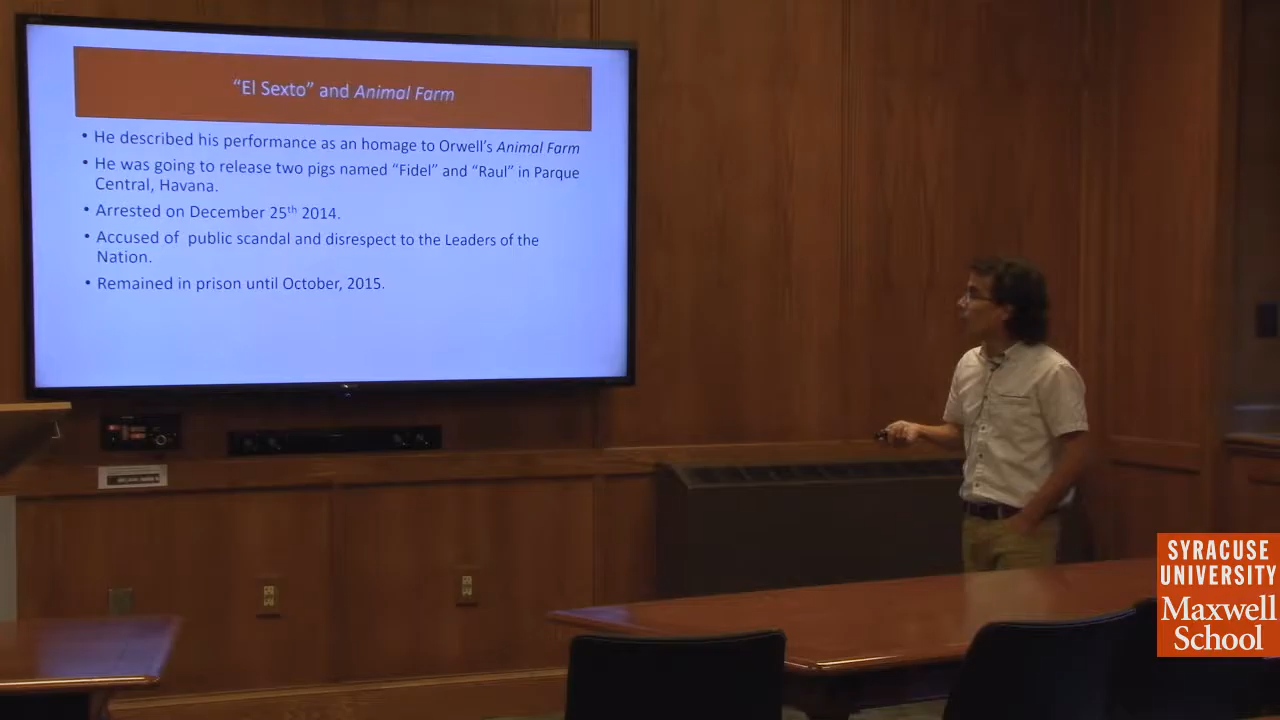 “El Sexto” and Animal Farm
• He described his performance as an homage to Orwell’s Animal Farm
• He was going to release two pigs named “Fidel” and “Raul” in Parque
Central, Havana.
• Arrested on December 25th 2014.
• Accused of  public scandal and disrespect to the Leaders of the
Nation.
• Remained in prison until October, 2015.
SYRACUSE
UNIVERSITY
Maxwell
School